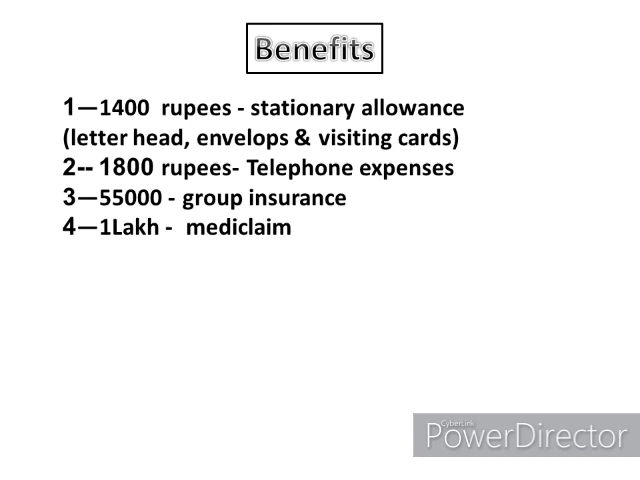 Benefits
1—1400 rupees - stationary allowance
(letter head, envelops & visiting cards)
2-- 1800 rupees- Telephone expenses
3—55000 - group insurance
4—1Lakh - mediclaim
CyberLink
PowerDirector